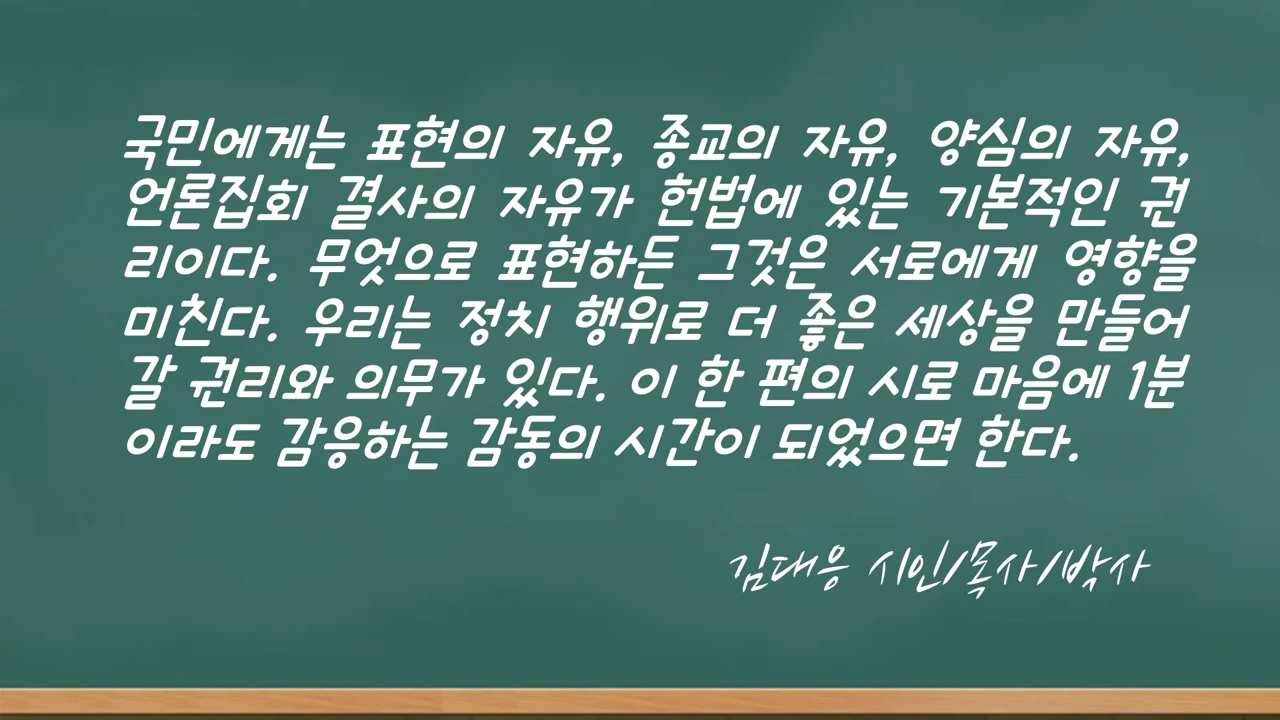 국민에게는 표현의 자유, 종교의 자유, 양심의 자유,
언론집회 결사의 자유가 헌법에 있는 기본적인 권
리이다. 무엇으로 표현하든 그것은 서로에게 영향을
미친다. 우리는 정치 행위로 더 좋은 세상을 만들어
갈 권리와 의무가 있다. 이 한 편의 시로 마음에 1분
이라도 감응하는 감동의 시간이 되었으면 한다.
김대응 시인/목사/박사